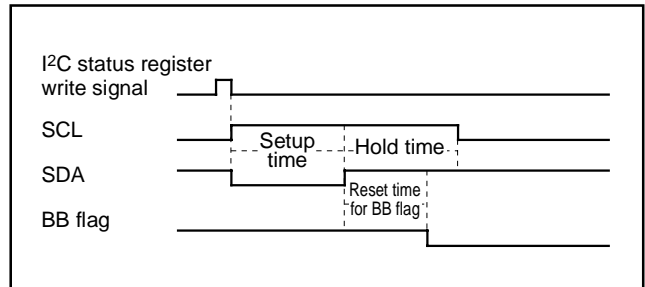 I2C status register
write signal
SCL
Setup
time
Hold time
SDA
Reset time
for BB flag
BB flag